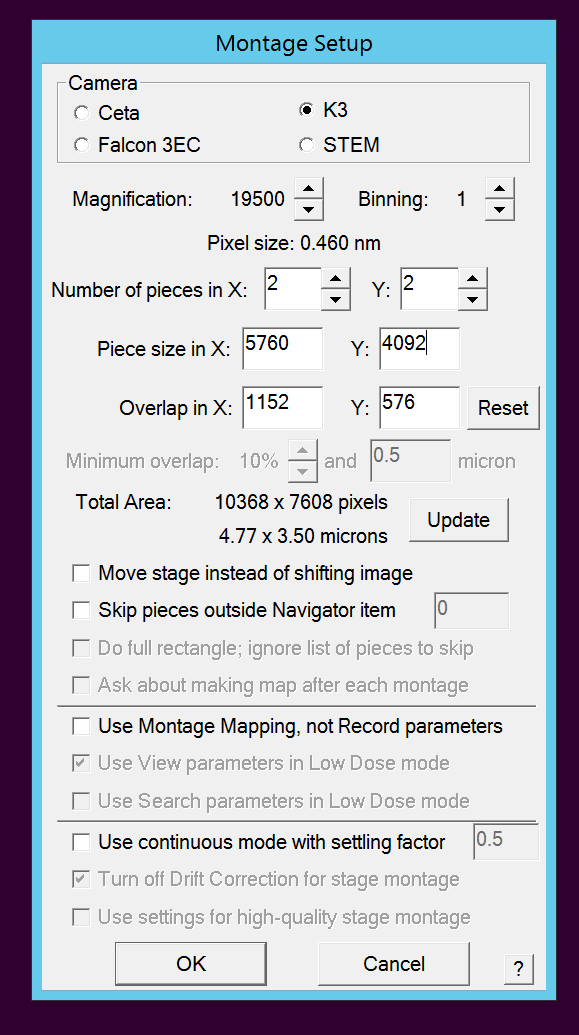 Montage Setup
Camera
Ceta K3
Falcon 3EC STEM
Magnification: 19500 Binning: 1
Pixel size: 0.460 nm
Number of pieces in X: 2 Y: 2
Piece size in X: 5760 Y: 4092
Overlap in X: 1152 Y: 576 Reset
Minimum overlap: 10% and 0.5 micron
Total Area: 10368 x 7608 pixels
4.77 x 3.50 microns Update
Move stage instead of shifting image
Skip pieces outside Navigator item 0
Do full rectangle; ignore list of pieces to skip
Ask about making map after each montage
Use Montage Mapping, not Record parameters
Use View parameters in Low Dose mode
Use Search parameters in Low Dose mode
Use continuous mode with settling factor 0.5
Turn off Drift Correction for stage montage
Use settings for high-quality stage montage
OK Cancel ?